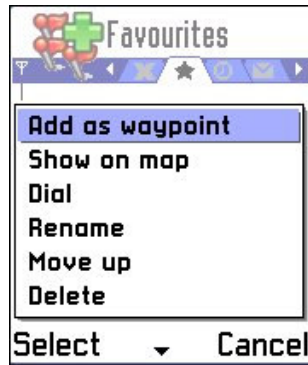 Favourites
Add as waypoint
Show on map
Dial
Rename
Move up
Delete
Select Cancel